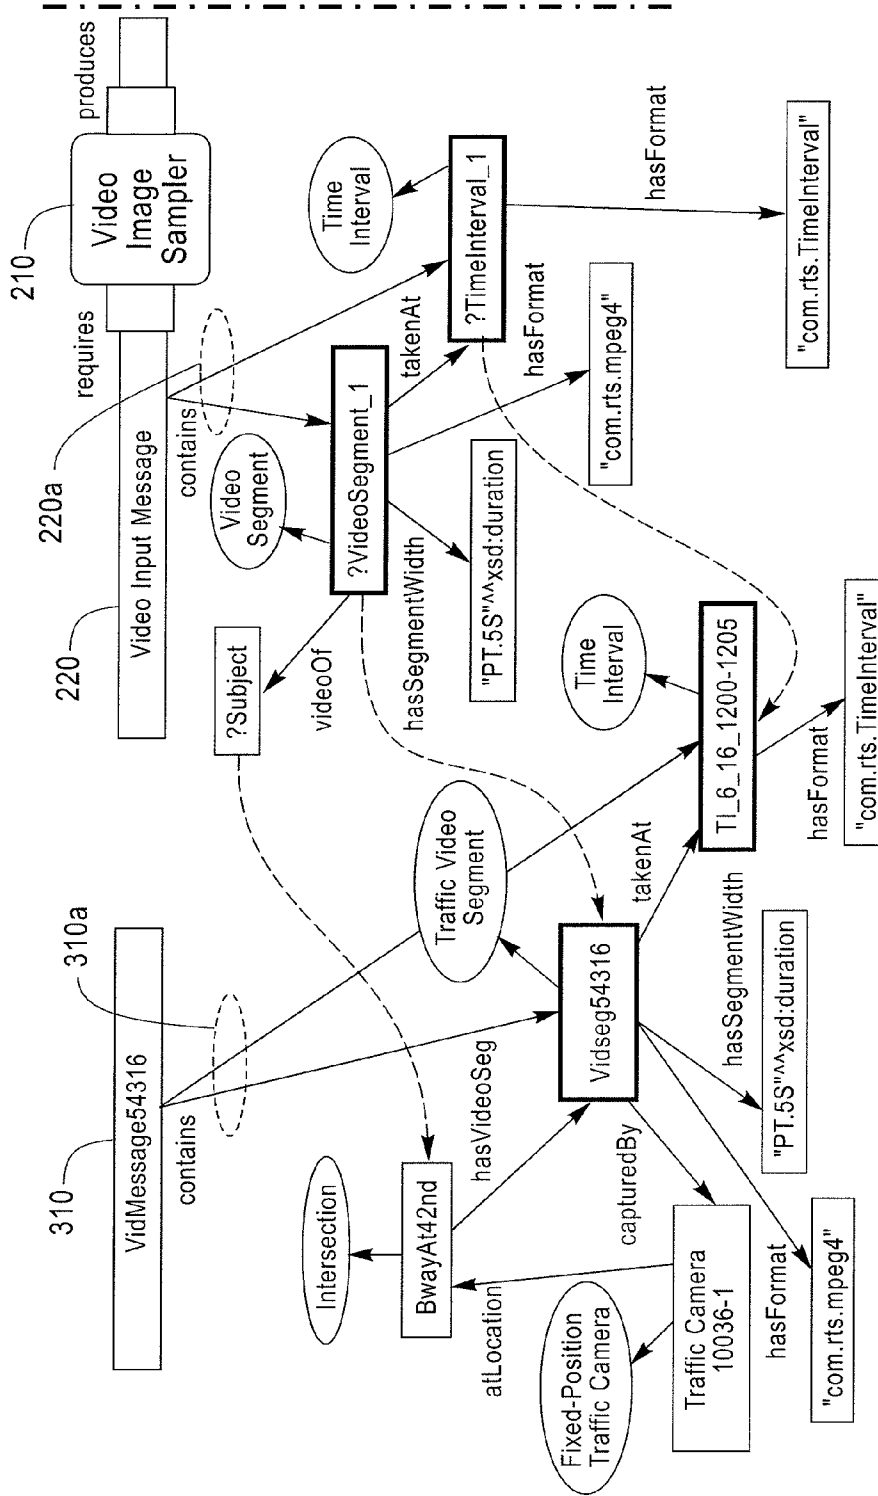 310
VidMessage54316
contains
310a
Intersection
BwayAt42nd
hasVideoSeg
atLocation
Fixed-Position
Traffic Camera
Traffic Camera
10036-1
capturedBy
Vidseg54316
Traffic Video
Segment
takenAt
hasSegmentWidth
hasFormat
"com.rts.mpeg4"
"PT.5S"^^xsd:duration
TI_6_16_1200-1205
Time
Interval
hasFormat
"com.rts.TimeInterval"
220
Video Input Message
220a
requires
210
Video
Image
Sampler
produces
contains
?Subject
videoOf
Video
Segment
?VideoSegment_1
hasSegmentWidth
"PT.5S"^^xsd:duration
takenAt
hasFormat
"com.rts.mpeg4"
Time
Interval
?TimeInterval_1
hasFormat
"com.rts.TimeInterval"